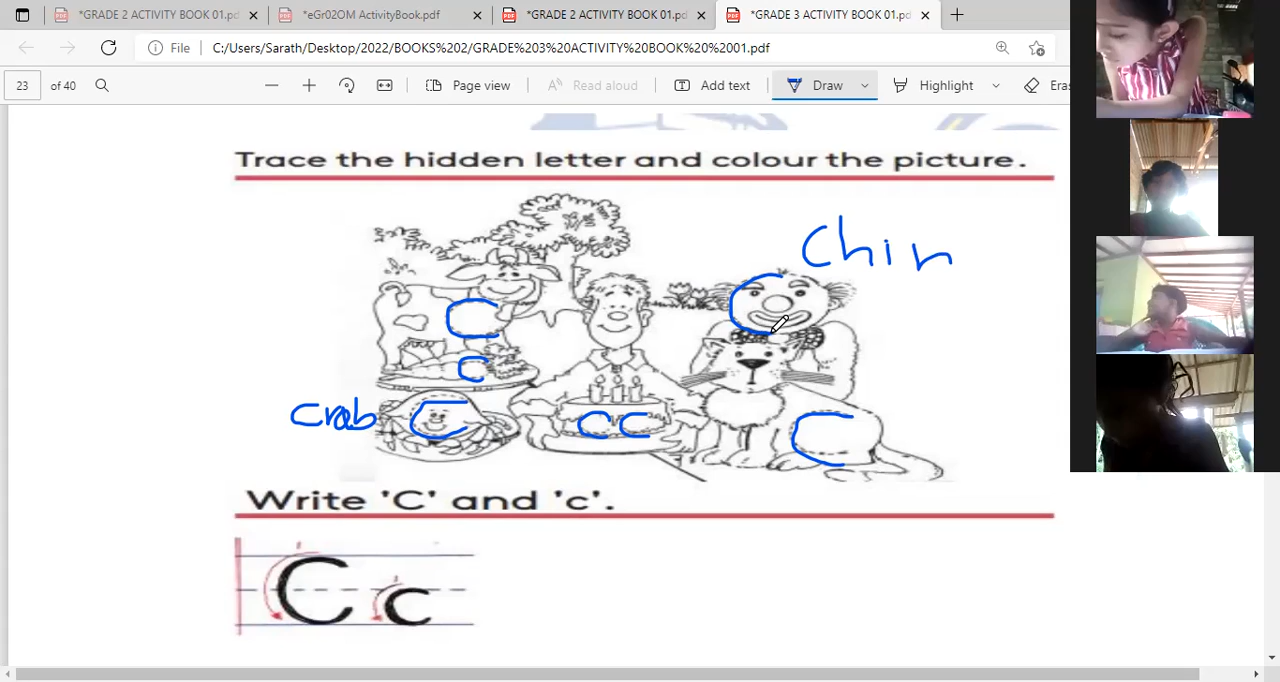 *GRADE 2 ACTIVITY BOOK 01.pd
*eGr02OM ActivityBook.pdf
*GRADE 2 ACTIVITY BOOK 01.pd
*GRADE 3 ACTIVITY BOOK 01.pd
File
C:/Users/Sarath/Desktop/2022/BOOKS%202/GRADE%203%20ACTIVITY%20BOOK%20%2001.pdf
23 of 40
Page view
Read aloud
Add text
Draw
Highlight
Eras
Trace the hidden letter and colour the picture.
Chin
C
C
C
c
crab
C
CC
C
Write 'C' and 'c'.
C c